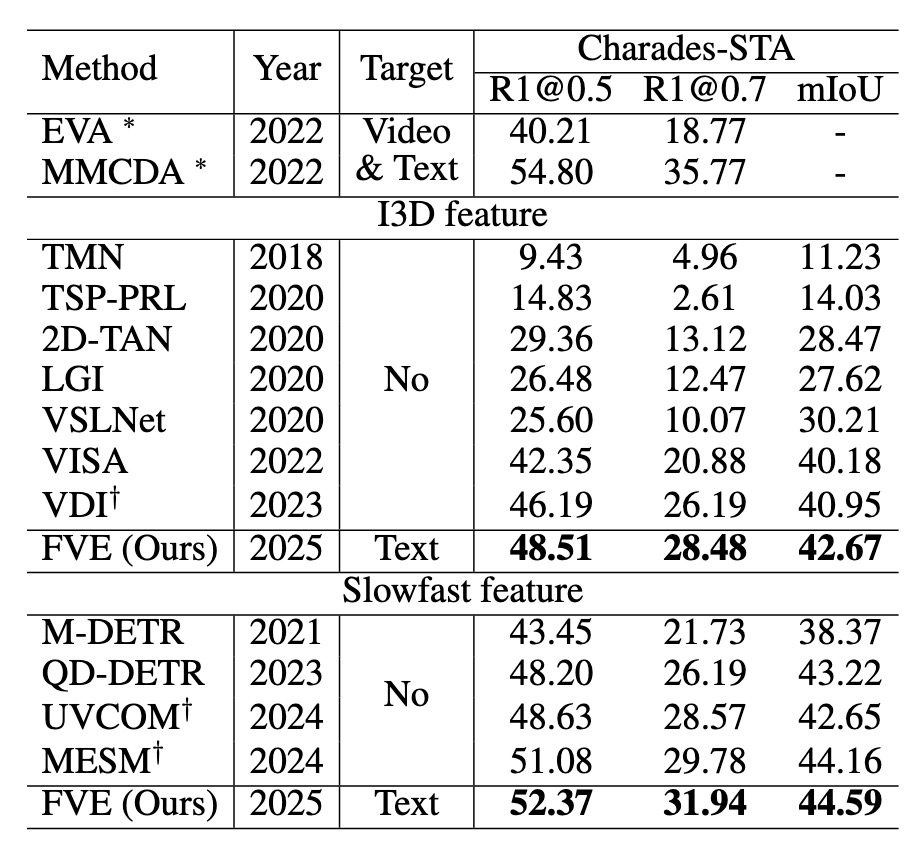 Method Year Target Charades-STA
R1@0.5 R1@0.7 mIoU
EVA * 2022 Video 40.21 18.77 -
MMCDA * 2022 & Text 54.80 35.77 -
I3D feature
TMN 2018 9.43 4.96 11.23
TSP-PRL 2020 14.83 2.61 14.03
2D-TAN 2020 29.36 13.12 28.47
LGI 2020 No 26.48 12.47 27.62
VSLNet 2020 25.60 10.07 30.21
VISA 2022 42.35 20.88 40.18
VDI† 2023 46.19 26.19 40.95
FVE (Ours) 2025 Text 48.51 28.48 42.67
Slowfast feature
M-DETR 2021 43.45 21.73 38.37
QD-DETR 2023 No 48.20 26.19 43.22
UVCOM† 2024 48.63 28.57 42.65
MESM† 2024 51.08 29.78 44.16
FVE (Ours) 2025 Text 52.37 31.94 44.59